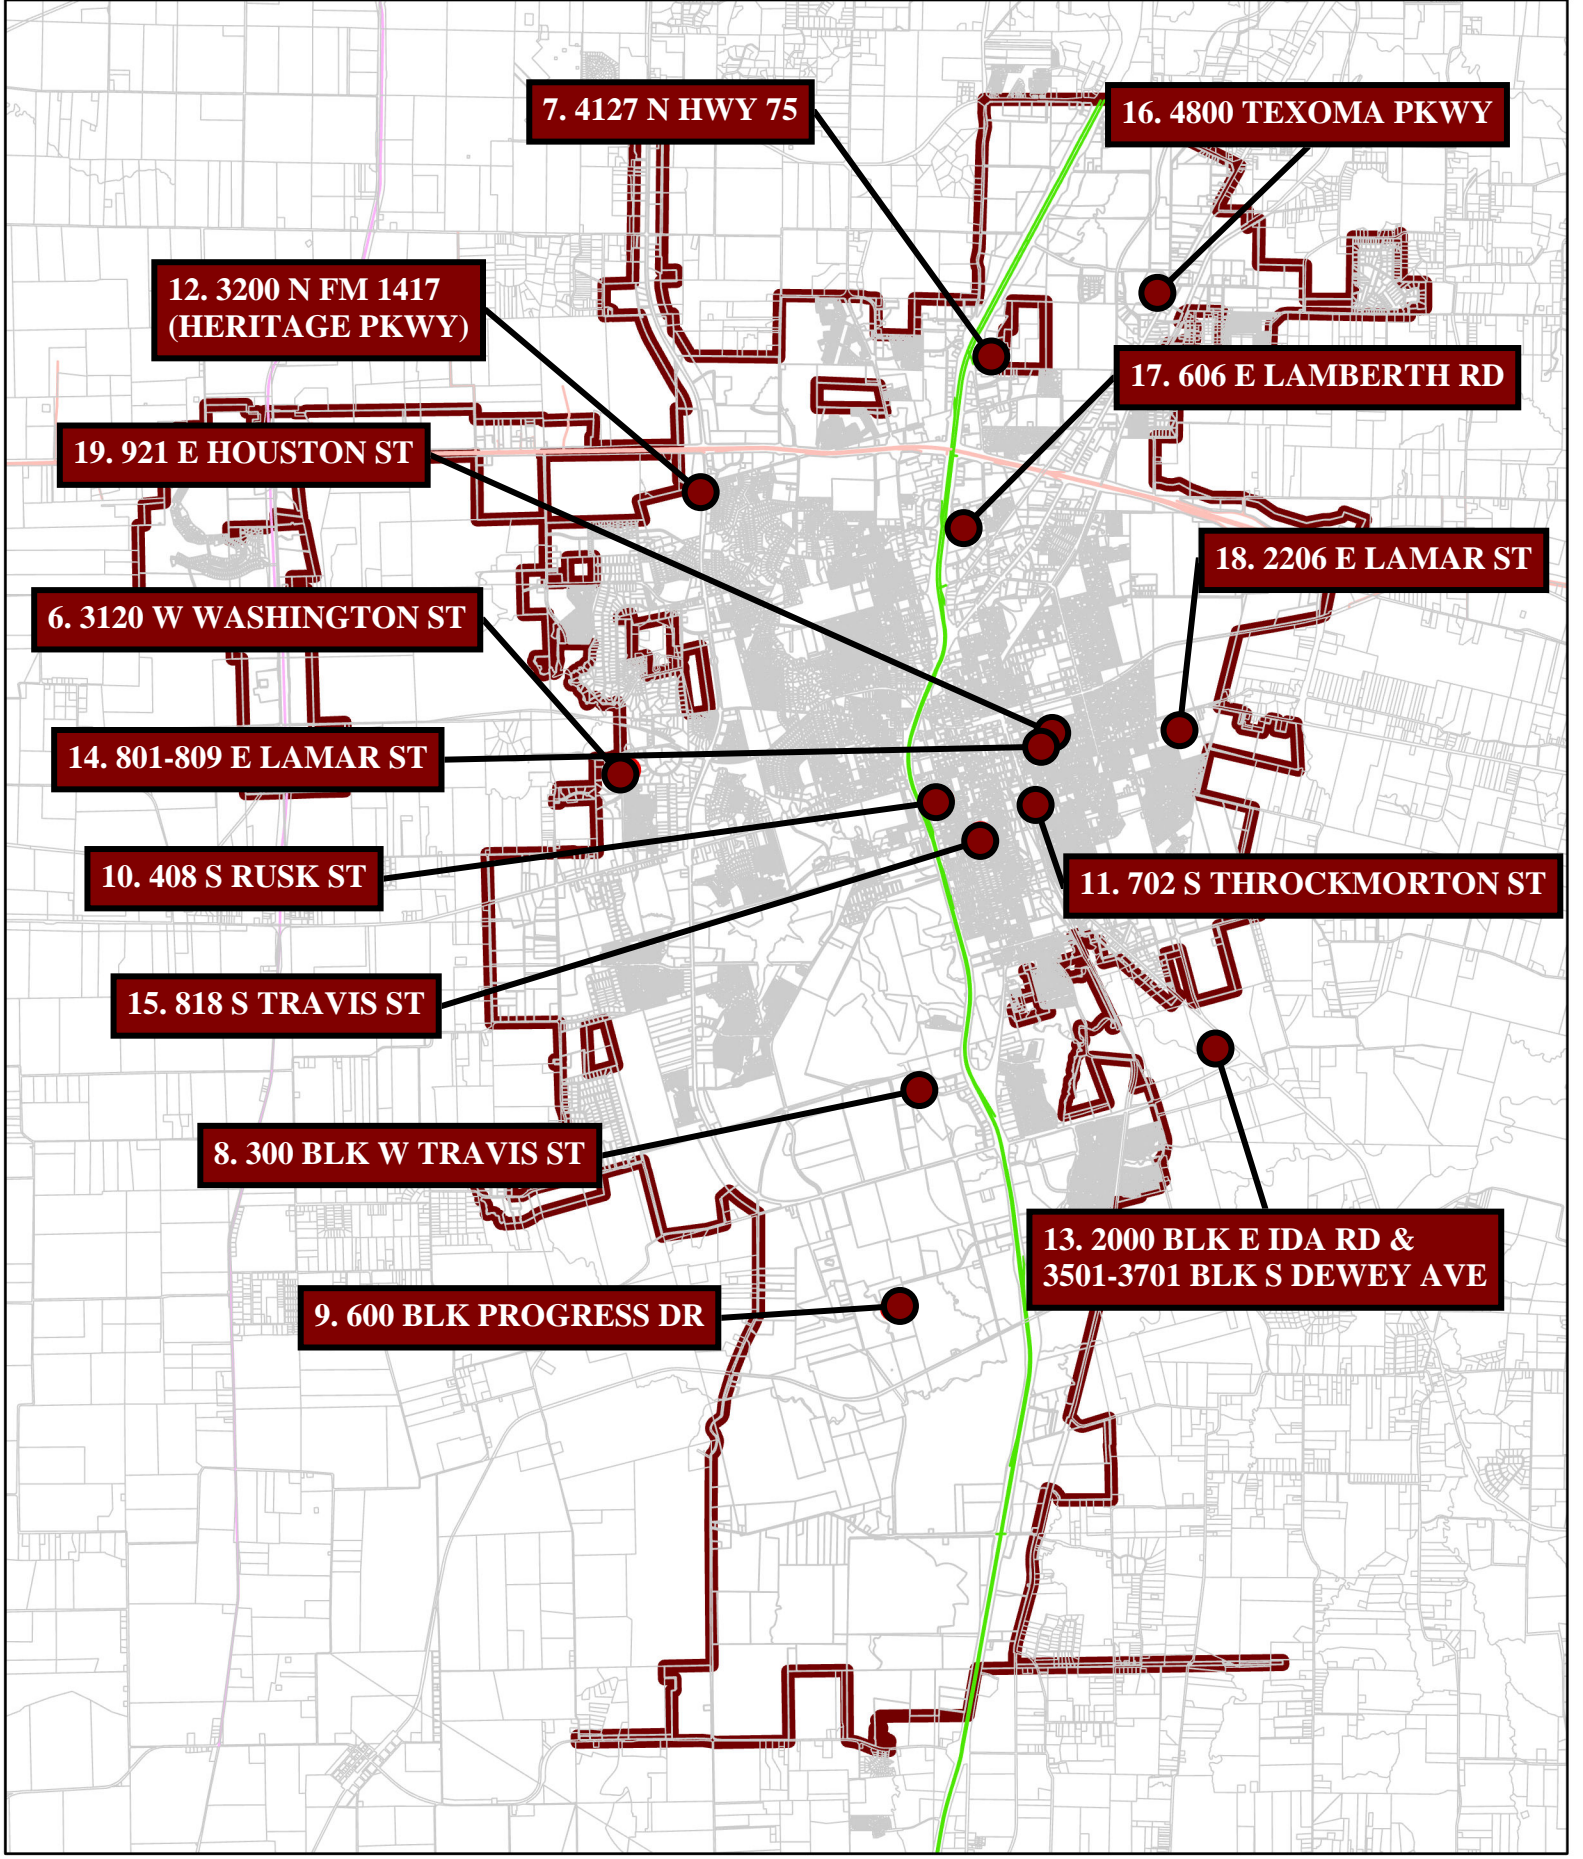 7. 4127 N HWY 75
16. 4800 TEXOMA PKWY
12. 3200 N FM 1417
(HERITAGE PKWY)
17. 606 E LAMBERTH RD
19. 921 E HOUSTON ST
18. 2206 E LAMAR ST
6. 3120 W WASHINGTON ST
14. 801-809 E LAMAR ST
10. 408 S RUSK ST
11. 702 S THROCKMORTON ST
15. 818 S TRAVIS ST
8. 300 BLK W TRAVIS ST
13. 2000 BLK E IDA RD &
3501-3701 BLK S DEWEY AVE
9. 600 BLK PROGRESS DR